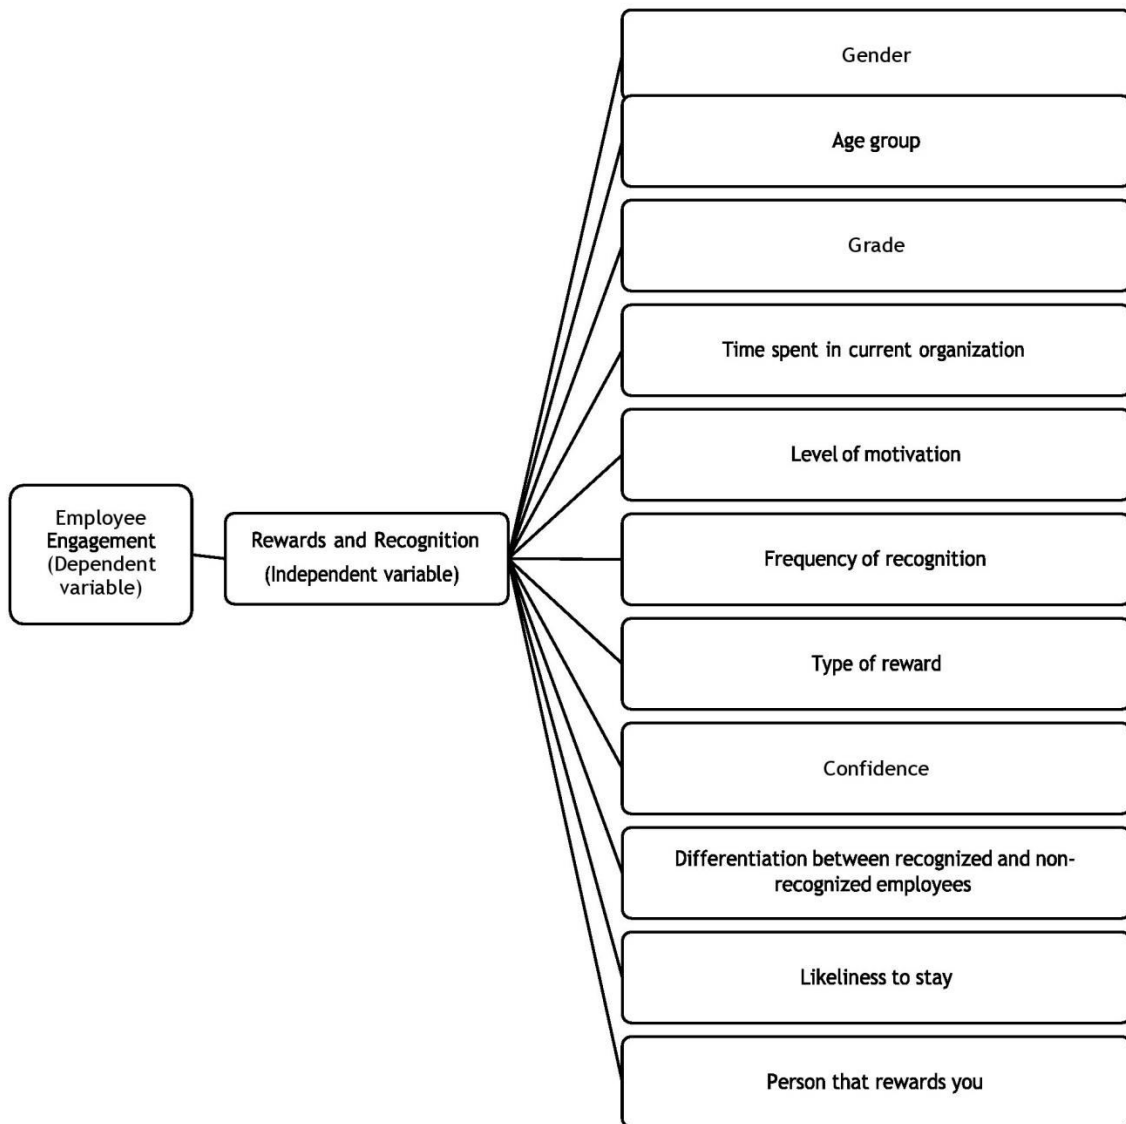 Gender
Age group
Grade
Time spent in current organization
Level of motivation
Employee
Engagement
(Dependent
variable)
Rewards and Recognition
(Independent variable)
Frequency of recognition
Type of reward
Confidence
Differentiation between recognized and non-
recognized employees
Likeliness to stay
Person that rewards you